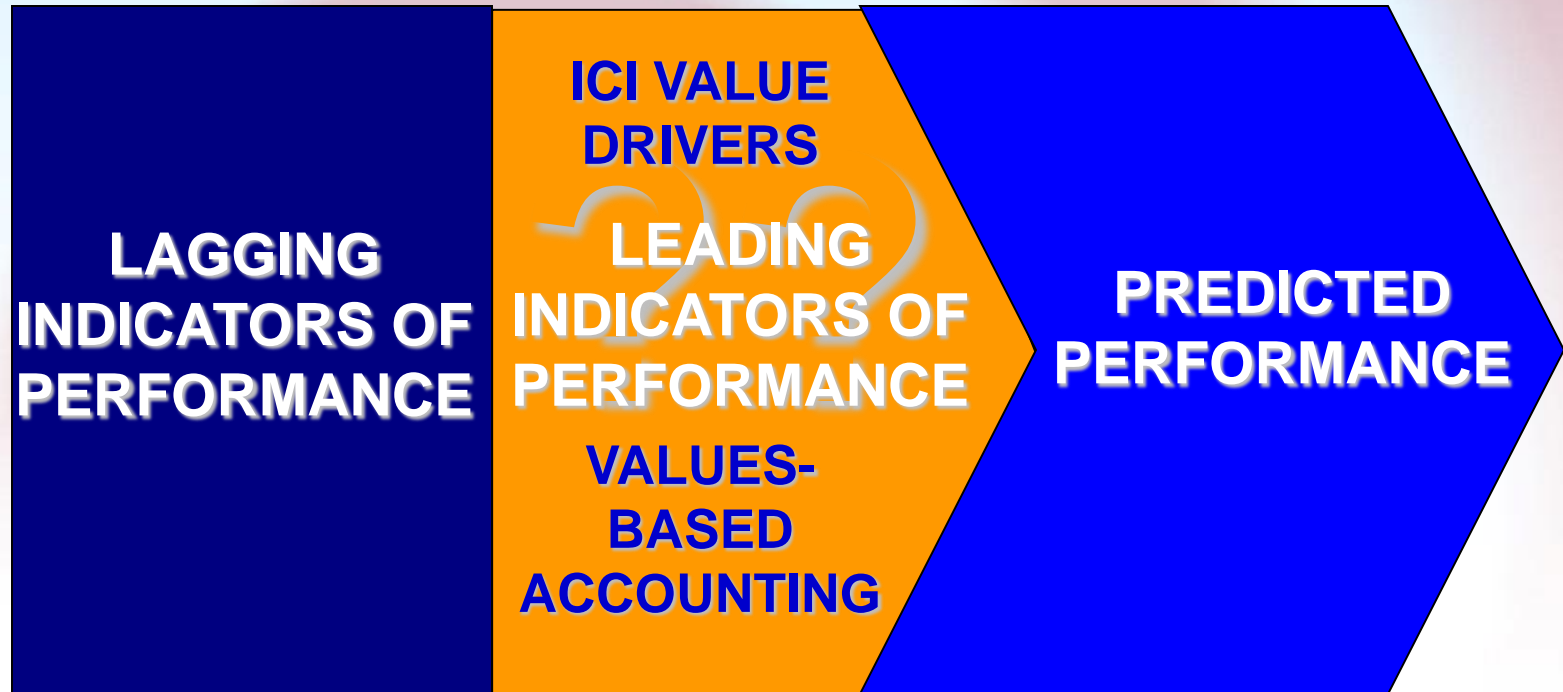 LAGGING
INDICATORS OF
PERFORMANCE
ICI VALUE
DRIVERS
??
LEADING
INDICATORS OF
PERFORMANCE
VALUES-
BASED
ACCOUNTING
PREDICTED
PERFORMANCE